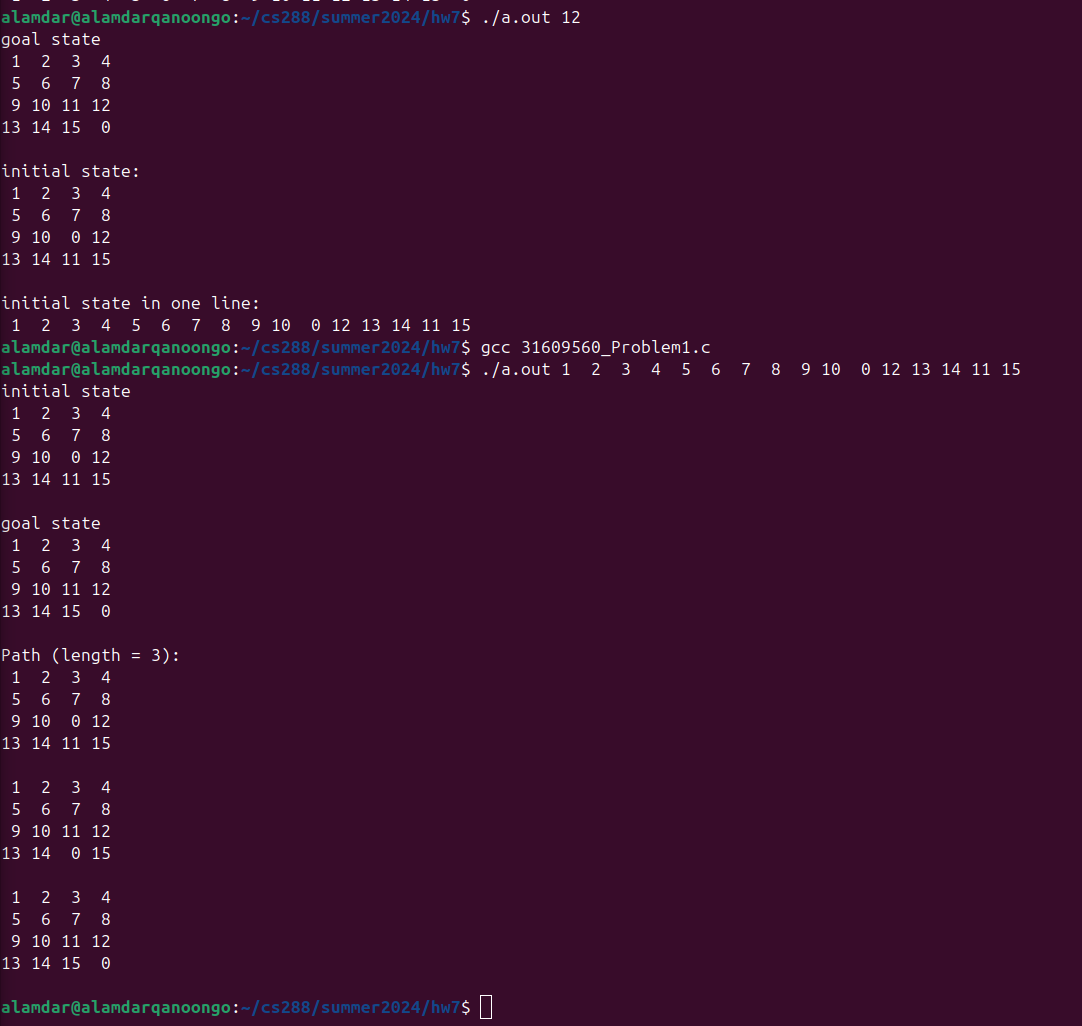 alamdar@alamdarqanoongo:~/cs288/summer2024/hw7$ ./a.out 12
goal state
 1  2  3  4
 5  6  7  8
 9 10 11 12
13 14 15  0
initial state:
 1  2  3  4
 5  6  7  8
 9 10  0 12
13 14 11 15
initial state in one line:
 1  2  3  4  5  6  7  8  9 10  0 12 13 14 11 15
alamdar@alamdarqanoongo:~/cs288/summer2024/hw7$ gcc 31609560_Problem1.c
alamdar@alamdarqanoongo:~/cs288/summer2024/hw7$ ./a.out 1  2  3  4  5  6  7  8  9 10  0 12 13 14 11 15
initial state
 1  2  3  4
 5  6  7  8
 9 10  0 12
13 14 11 15
goal state
 1  2  3  4
 5  6  7  8
 9 10 11 12
13 14 15  0
Path (length = 3):
 1  2  3  4
 5  6  7  8
 9 10  0 12
13 14 11 15
 1  2  3  4
 5  6  7  8
 9 10 11 12
13 14  0 15
 1  2  3  4
 5  6  7  8
 9 10 11 12
13 14 15  0
alamdar@alamdarqanoongo:~/cs288/summer2024/hw7$